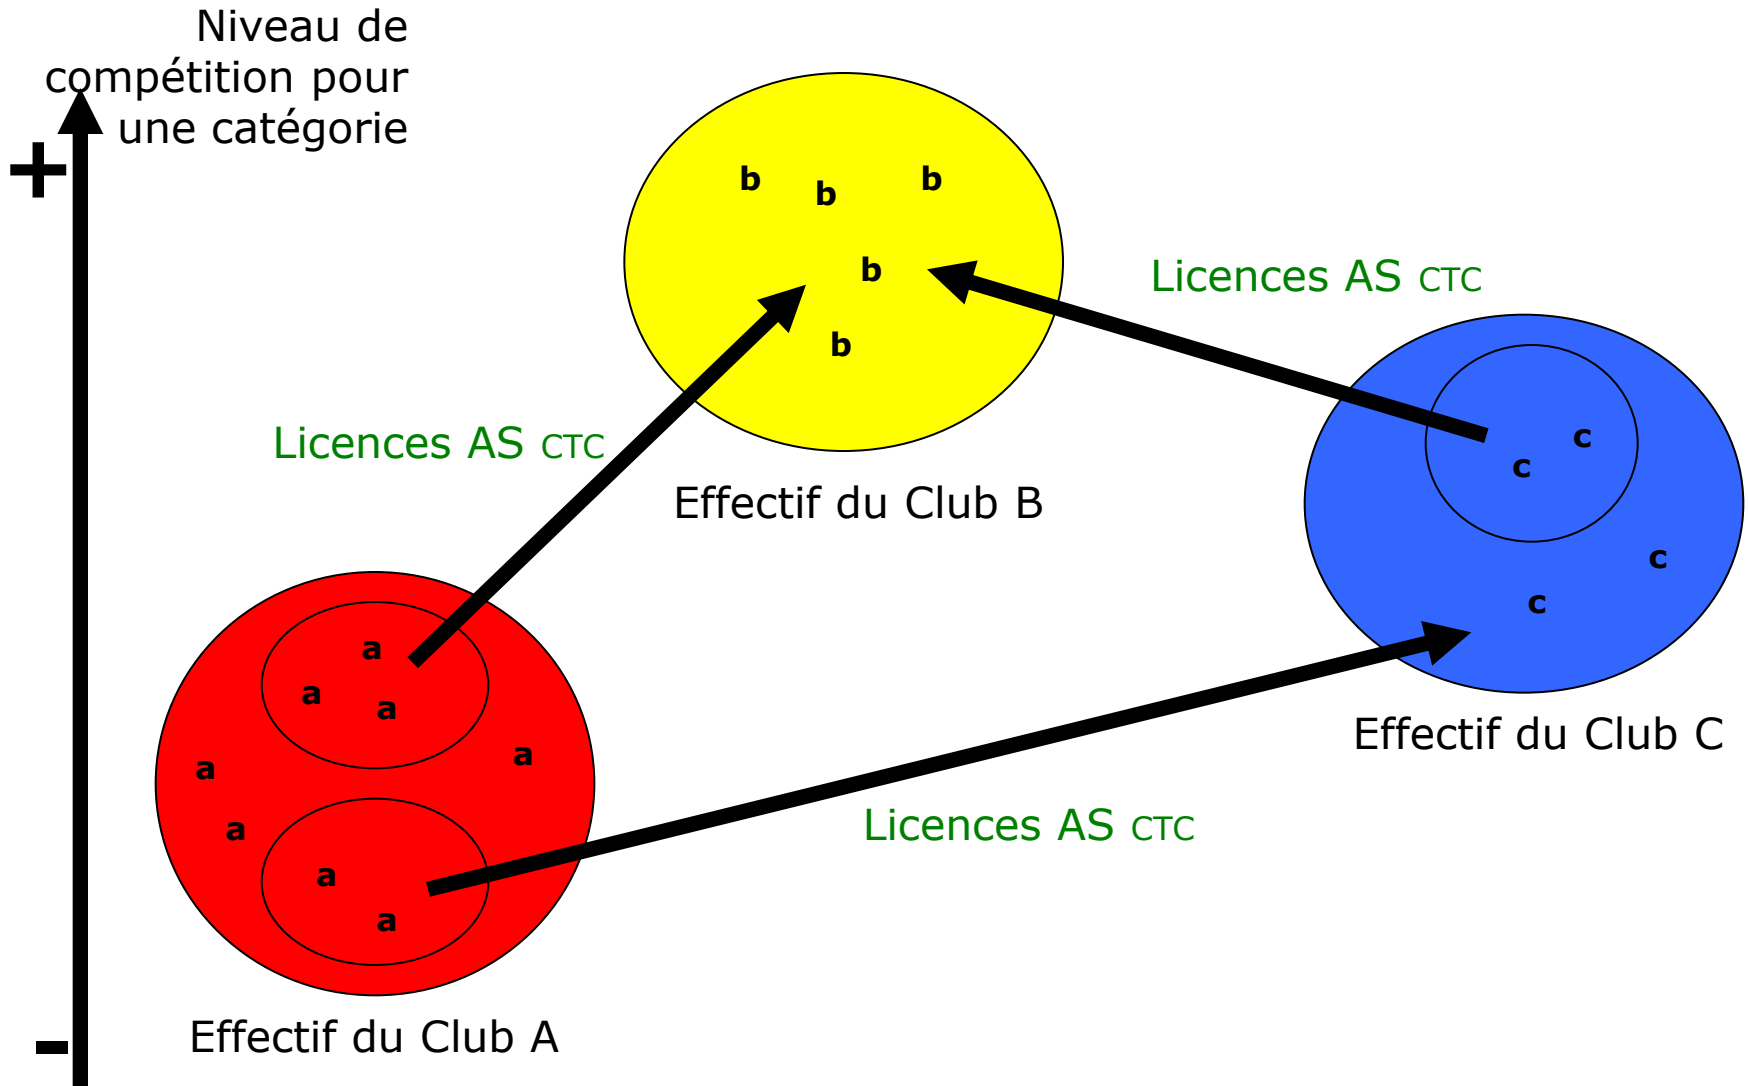 Niveau de
compétition pour
une catégorie
+
b
b
b
b
b
Licences AS CTC
Licences AS CTC
Effectif du Club B
c
c
c
c
Effectif du Club C
a
a
a
a
a
a
a
a
Licences AS CTC
Effectif du Club A
-